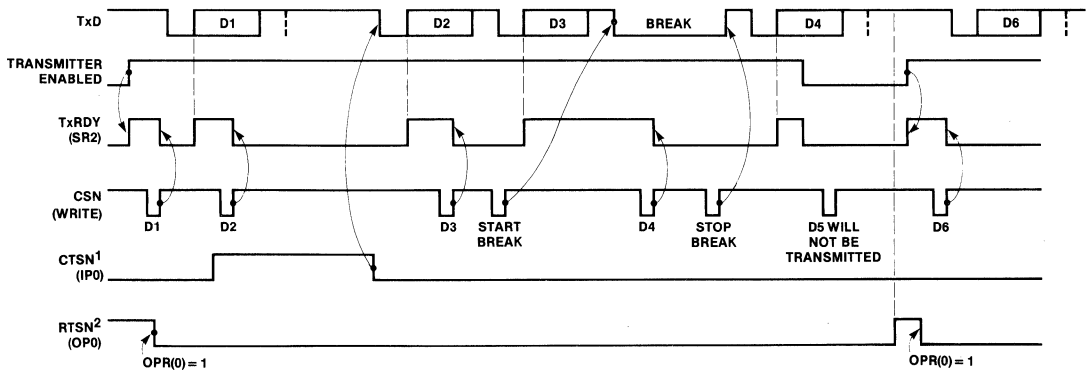 TxD D1 D2 D3 BREAK D4 D6
TRANSMITTER
ENABLED
TxRDY
(SR2)
CSN
(WRITE)
D1 D2 D3 START
BREAK D4 STOP
BREAK D5 WILL
NOT BE
TRANSMITTED D6
CTSN1
(IP0)
RTSN2
(OP0)
OPR(0) = 1 OPR(0) = 1